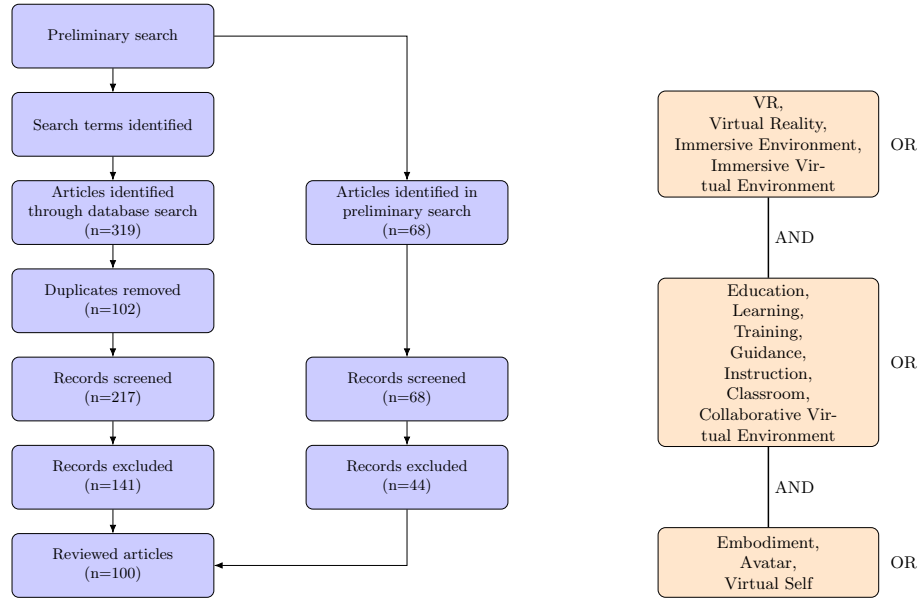 Preliminary search
Search terms identified
Articles identified
through database search
(n=319)
Duplicates removed
(n=102)
Records screened
(n=217)
Records excluded
(n=141)
Reviewed articles
(n=100)
Articles identified in
preliminary search
(n=68)
Records screened
(n=68)
Records excluded
(n=44)
VR,
Virtual Reality,
Immersive Environment,
Immersive Vir-
tual Environment
OR
AND
Education,
Learning,
Training,
Guidance,
Instruction,
Classroom,
Collaborative Vir-
tual Environment
OR
AND
Embodiment,
Avatar,
Virtual Self
OR